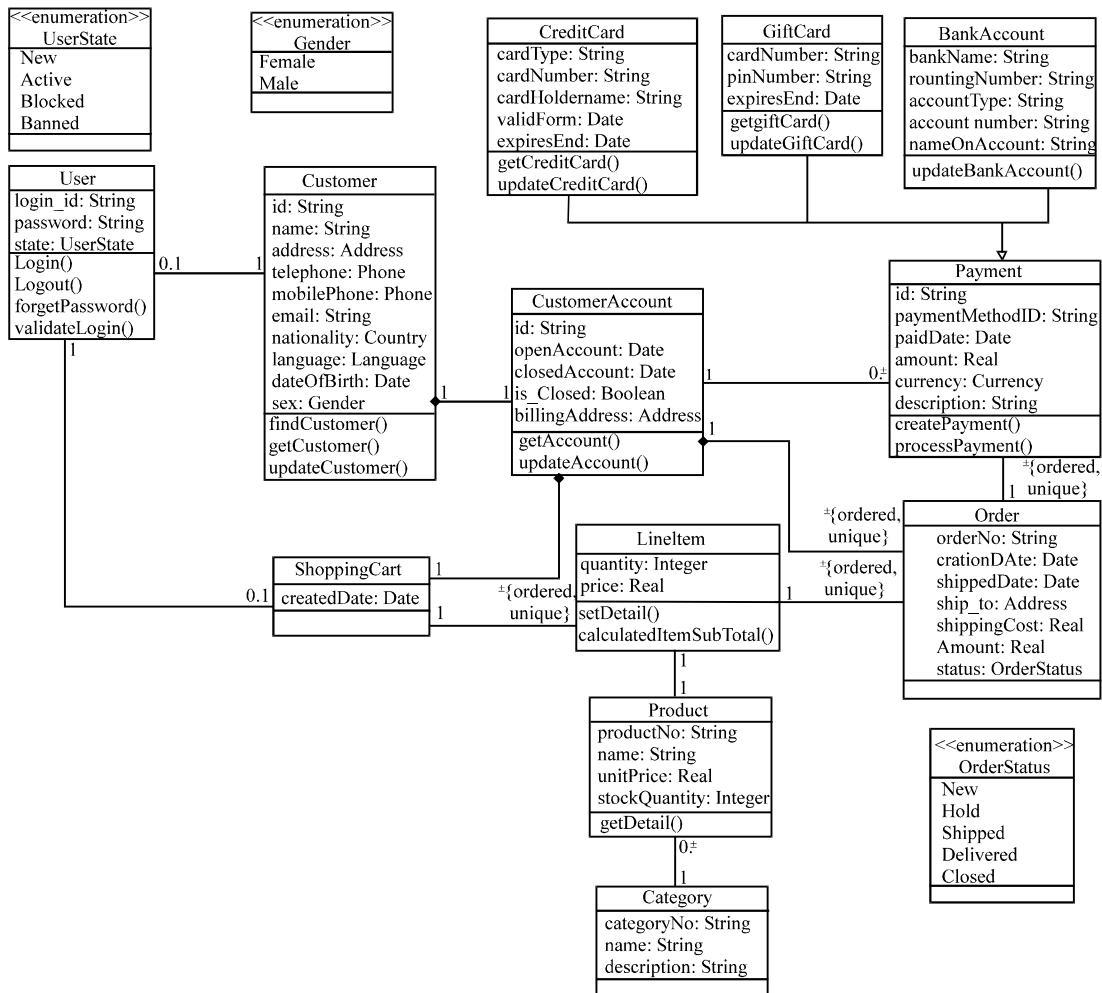 <<enumeration>>
UserState
New
Active
Blocked
Banned
<<enumeration>>
Gender
Female
Male
CreditCard
cardType: String
cardNumber: String
cardHoldername: String
validForm: Date
expiresEnd: Date
getCreditCard()
updateCreditCard()
GiftCard
cardNumber: String
pinNumber: String
expiresEnd: Date
getgiftCard()
updateGiftCard()
BankAccount
bankName: String
rountingNumber: String
accountType: String
account number: String
nameOnAccount: String
updateBankAccount()
User
login_id: String
password: String
state: UserState
Login()
Logout()
forgetPassword()
validateLogin()
0.1
1
1
Customer
id: String
name: String
address: Address
telephone: Phone
mobilePhone: Phone
email: String
nationality: Country
language: Language
dateOfBirth: Date
sex: Gender
findCustomer()
getCustomer()
updateCustomer()
1
1
CustomerAccount
id: String
openAccount: Date
closedAccount: Date
is_Closed: Boolean
billingAddress: Address
getAccount()
updateAccount()
1
0.±
1
Payment
id: String
paymentMethodID: String
paidDate: Date
amount: Real
currency: Currency
description: String
createPayment()
processPayment()
±{ordered,
unique}
1
±{ordered,
unique}
±{ordered,
unique}
1
Order
orderNo: String
crationDAte: Date
shippedDate: Date
ship_to: Address
shippingCost: Real
Amount: Real
status: OrderStatus
0.1
ShoppingCart
createdDate: Date
1
1
±{ordered,
unique}
LineItem
quantity: Integer
price: Real
setDetail()
calculatedItemSubTotal()
1
1
Product
productNo: String
name: String
unitPrice: Real
stockQuantity: Integer
getDetail()
0.±
1
Category
categoryNo: String
name: String
description: String
<<enumeration>>
OrderStatus
New
Hold
Shipped
Delivered
Closed